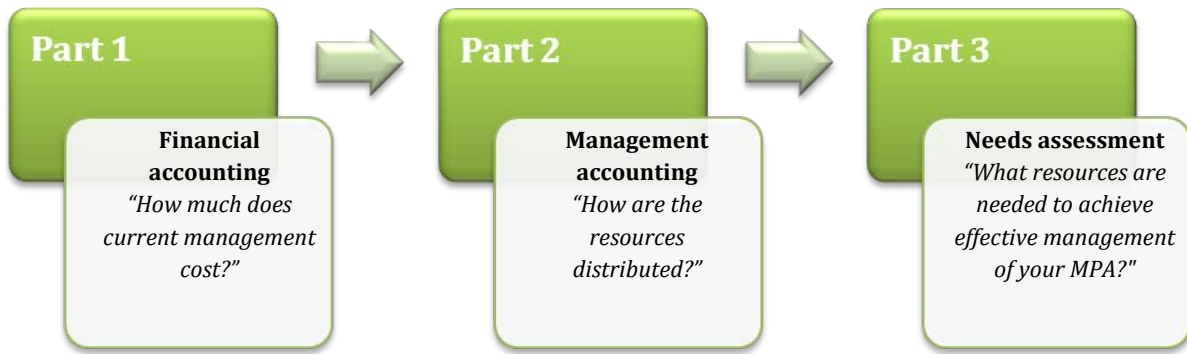 Part 1
Financial
accounting
“How much does
current management
cost?”
Part 2
Management
accounting
“How are the
resources
distributed?”
Part 3
Needs assessment
“What resources are
needed to achieve
effective management
of your MPA?"